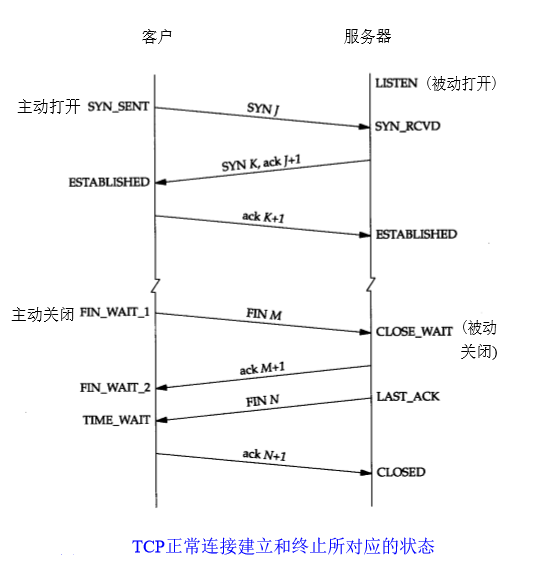 客户 服务器
LISTEN (被动打开)
主动打开 SYN_SENT
SYN J
SYN_RCVD
SYN K, ack J+1
ESTABLISHED
ack K+1
ESTABLISHED
主动关闭 FIN_WAIT_1
FIN M
CLOSE_WAIT (被动
关闭)
ack M+1
FIN_WAIT_2
FIN N
LAST_ACK
TIME_WAIT
ack N+1
CLOSED
TCP正常连接建立和终止所对应的状态